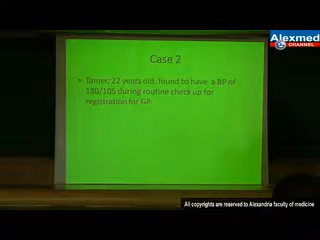 Alexmed
CHANNEL
Case 2
Tamer, 22 years old, found to have a BP of
180/105 during routine check up for
registration for GP.
All copyrights are reserved to Alexandria faculty of medicine